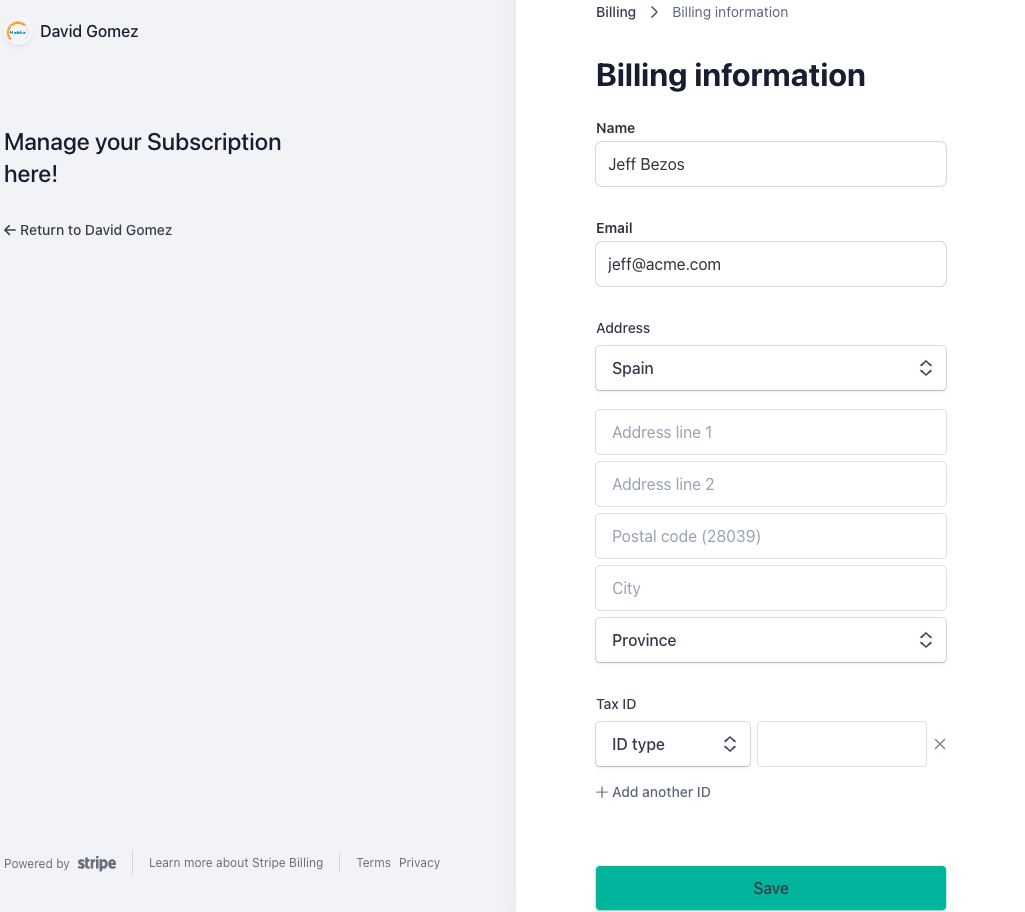 David Gomez
Manage your Subscription
here!
Return to David Gomez
Powered by stripe
Learn more about Stripe Billing
Terms Privacy
Billing Billing information
Billing information
Name
Jeff Bezos
Email
jeff@acme.com
Address
Spain
Address line 1
Address line 2
Postal code (28039)
City
Province
Tax ID
ID type
Add another ID
Save